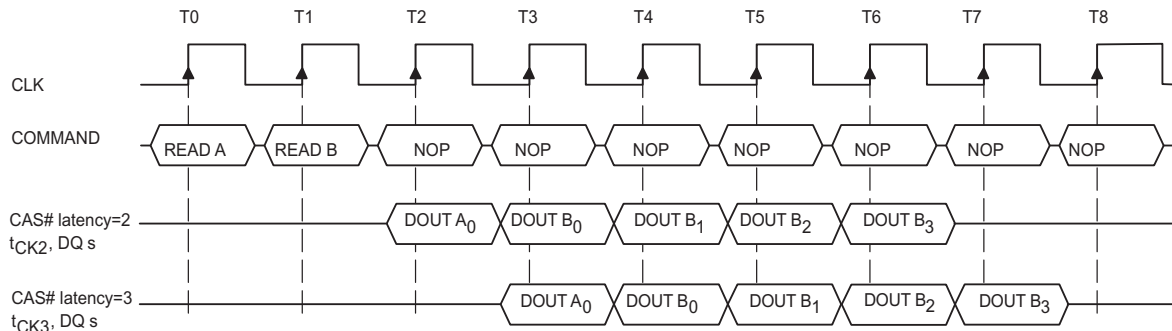 T0 T1 T2 T3 T4 T5 T6 T7 T8
CLK
COMMAND
READ A READ B NOP NOP NOP NOP NOP NOP NOP
CAS# latency=2
tCK2, DQ s
DOUT A0 DOUT B0 DOUT B1 DOUT B2 DOUT B3
CAS# latency=3
tCK3, DQ s
DOUT A0 DOUT B0 DOUT B1 DOUT B2 DOUT B3